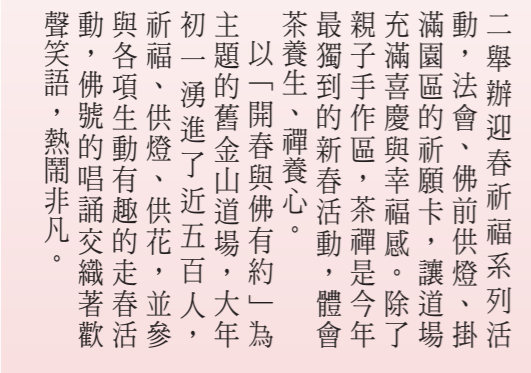 二舉辦迎春祈福系列活
動，法會、佛前供燈、掛
滿園區的祈願卡，讓道場
充滿喜慶與幸福感。除了
親子手作區，茶禪是今年
最獨到的新春活動，體會
茶養生、禪養心。
以「開春與佛有約」為
主題的舊金山道場，大年
初一湧進了近五百人，
祈福、供燈、供花，並參
與各項生動有趣的走春活
動，佛號的唱誦交織著歡
聲笑語，熱鬧非凡。